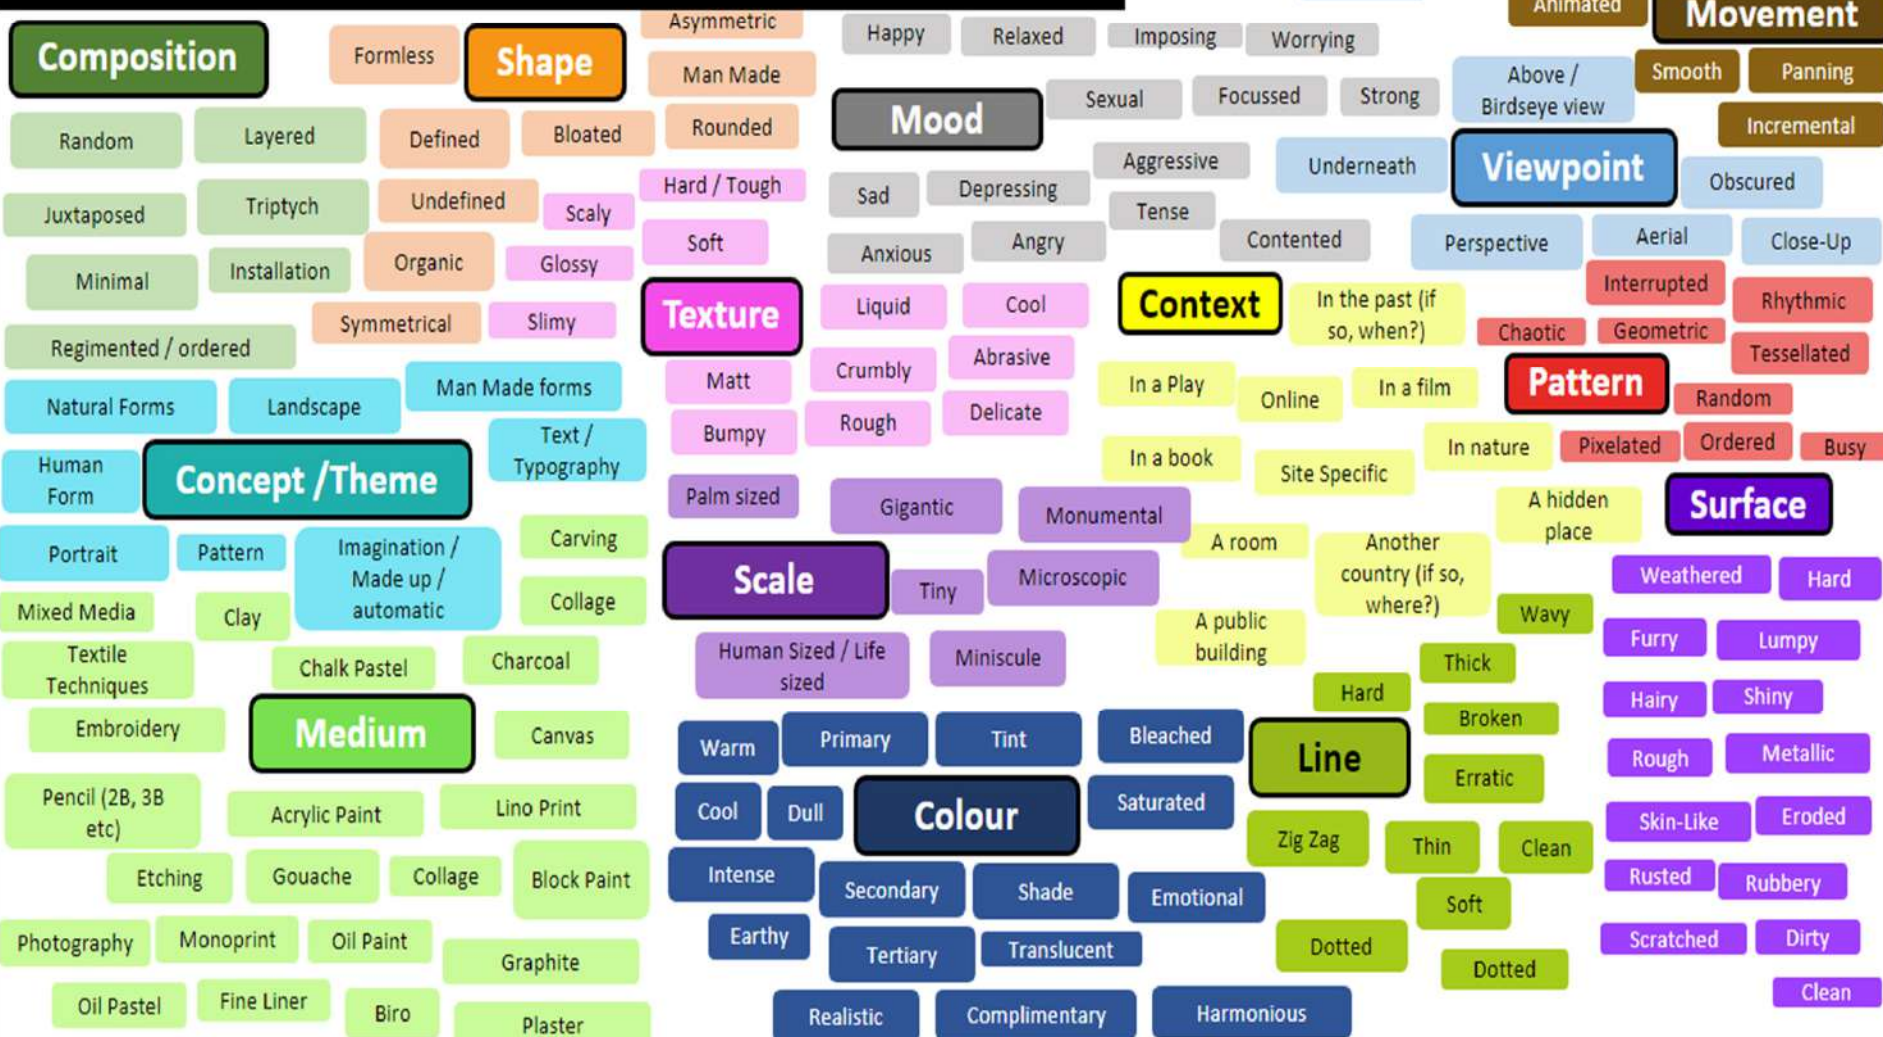 Composition
Random
Layered
Juxtaposed
Triptych
Minimal
Installation
Regimented / ordered
Formless
Shape
Asymmetric
Man Made
Defined
Bloated
Rounded
Undefined
Organic
Symmetrical
Scaly
Hard / Tough
Glossy
Soft
Slimy
Texture
Liquid
Cool
Matt
Crumbly
Abrasive
Bumpy
Rough
Delicate
Happy
Relaxed
Imposing
Worrying
Mood
Sexual
Focussed
Strong
Sad
Depressing
Aggressive
Tense
Anxious
Angry
Contented
Animated
Movement
Smooth
Panning
Incremental
Above /
Birdseye view
Underneath
Viewpoint
Obscured
Perspective
Aerial
Close-Up
Context
In the past (if
so, when?)
In a Play
Online
In a film
In a book
Site Specific
In nature
A hidden
place
A room
Another
country (if so,
where?)
A public
building
Interrupted
Rhythmic
Chaotic
Geometric
Tessellated
Pattern
Random
Pixelated
Ordered
Busy
Natural Forms
Landscape
Man Made forms
Human
Form
Concept /Theme
Text /
Typography
Portrait
Pattern
Imagination /
Made up /
automatic
Carving
Collage
Mixed Media
Clay
Textile
Techniques
Chalk Pastel
Charcoal
Embroidery
Medium
Canvas
Pencil (2B, 3B
etc)
Acrylic Paint
Lino Print
Etching
Gouache
Collage
Block Paint
Photography
Monoprint
Oil Paint
Graphite
Oil Pastel
Fine Liner
Biro
Plaster
Palm sized
Gigantic
Monumental
Scale
Tiny
Microscopic
Human Sized / Life
sized
Miniscule
Warm
Primary
Tint
Bleached
Cool
Dull
Colour
Saturated
Intense
Secondary
Shade
Emotional
Earthy
Tertiary
Translucent
Realistic
Complimentary
Harmonious
Wavy
Thick
Hard
Broken
Line
Erratic
Zig Zag
Thin
Clean
Soft
Dotted
Dotted
Surface
Weathered
Hard
Furry
Lumpy
Hairy
Shiny
Rough
Metallic
Skin-Like
Eroded
Rusted
Rubbery
Scratched
Dirty
Clean